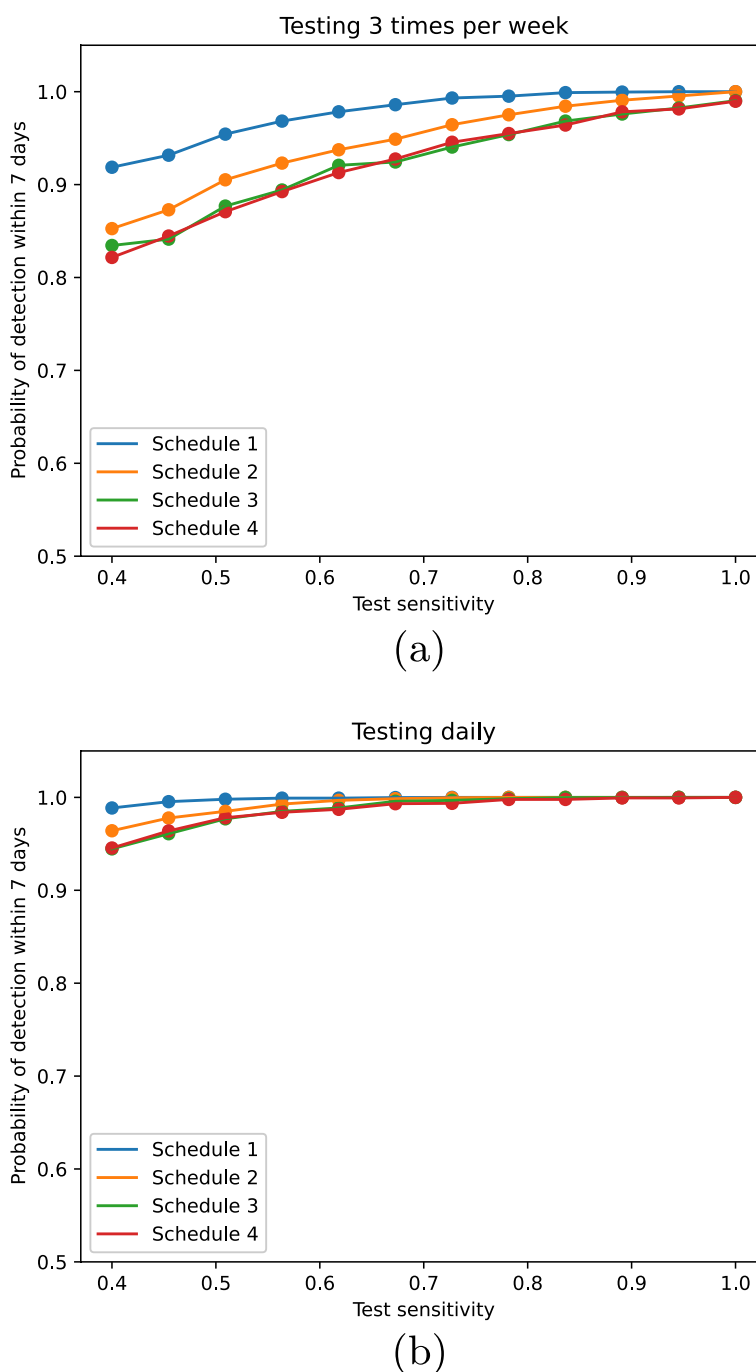 Testing 3 times per week
Probability of detection within 7 days
1.0
0.9
0.8
0.7
0.6
0.5
Schedule 1
Schedule 2
Schedule 3
Schedule 4
0.4 0.5 0.6 0.7 0.8 0.9 1.0
Test sensitivity
(a)
Testing daily
Probability of detection within 7 days
1.0
0.9
0.8
0.7
0.6
0.5
Schedule 1
Schedule 2
Schedule 3
Schedule 4
0.4 0.5 0.6 0.7 0.8 0.9 1.0
Test sensitivity
(b)